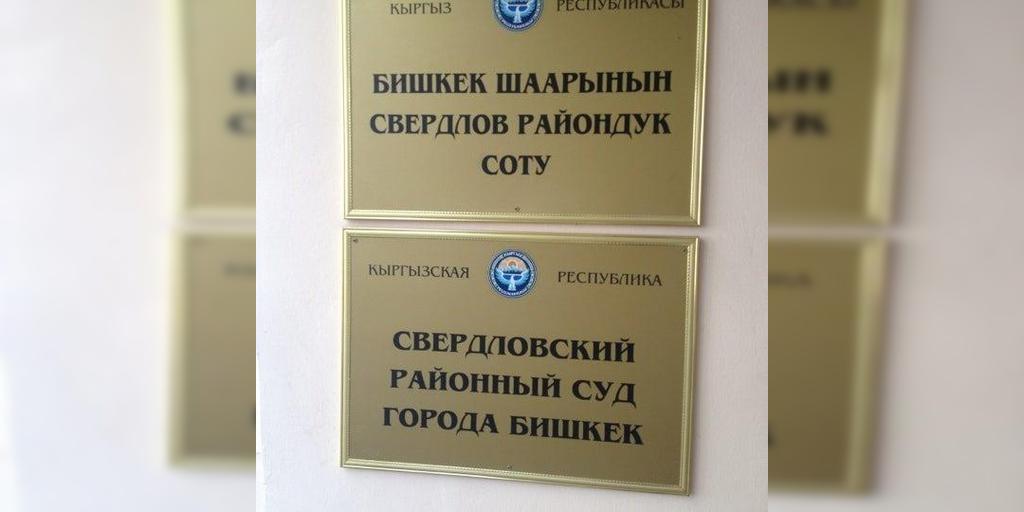 КЫРГЫЗ РЕСПУБЛИКАСЫ
БИШКЕК ШААРЫНЫН
СВЕРДЛОВ РАЙОНДУК
СОТУ
КЫРГЫЗСКАЯ РЕСПУБЛИКА
СВЕРДЛОВСКИЙ
РАЙОННЫЙ СУД
ГОРОДА БИШКЕК